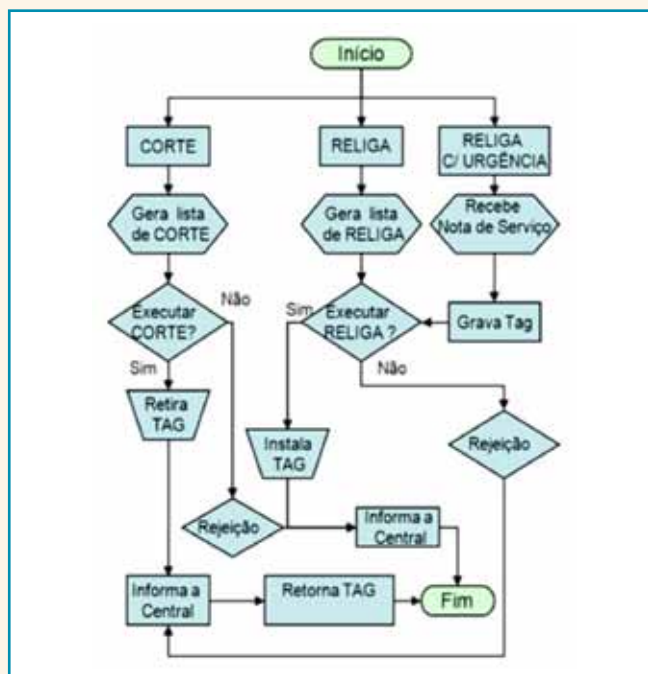 Início
CORTE
RELIGA
RELIGA
C/ URGÊNCIA
Gera lista
de CORTE
Gera lista
de RELIGA
Recebe
Nota de Serviço
Não
Executar
CORTE?
Sim
Sim
Executar
RELIGA ?
Grava Tag
Não
Retira
TAG
Instala
TAG
Rejeição
Rejeição
Informa a
Central
Informa a
Central
Retorna TAG
Fim